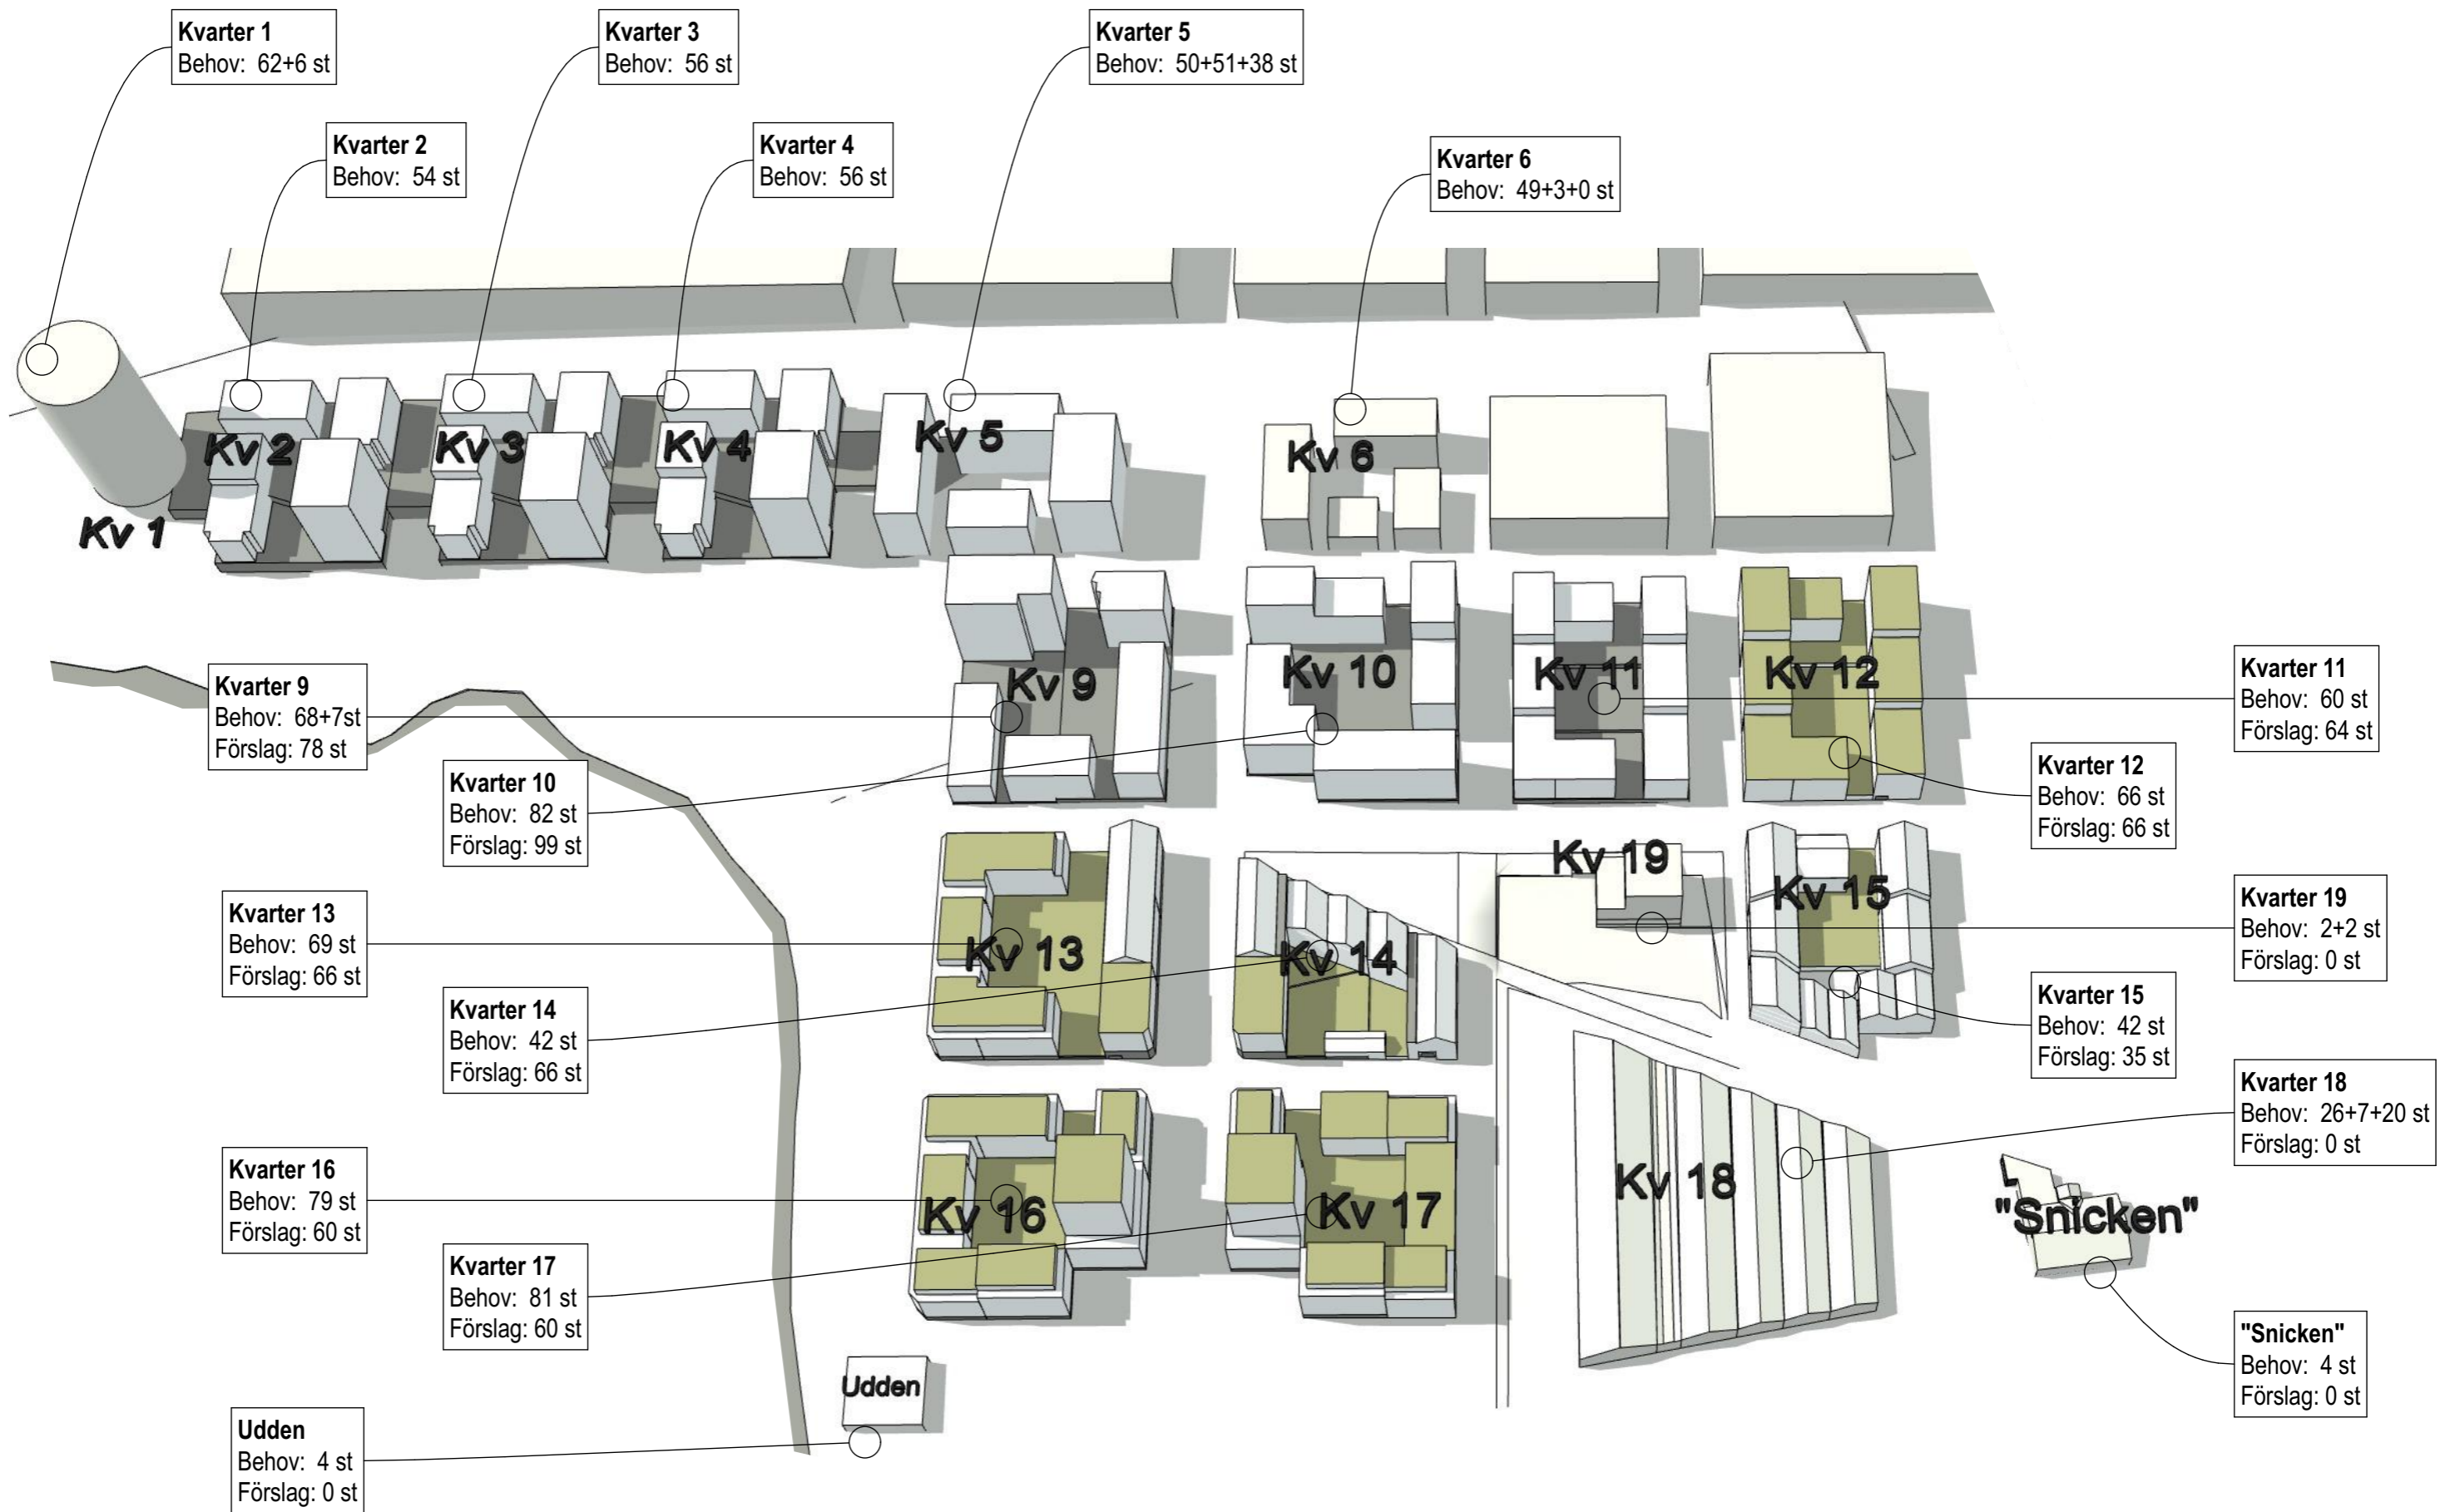 Kvarter 1
Behov: 62+6 st
Kvarter 3
Behov: 56 st
Kvarter 5
Behov: 50+51+38 st
Kvarter 2
Behov: 54 st
Kvarter 4
Behov: 56 st
Kvarter 6
Behov: 49+3+0 st
Kv 2
Kv 3
Kv 4
Kv 5
Kv 6
Kv 1
Kv 9
Kv 10
Kv 11
Kv 12
Kvarter 9
Behov: 68+7st
Förslag: 78 st
Kvarter 11
Behov: 60 st
Förslag: 64 st
Kvarter 10
Behov: 82 st
Förslag: 99 st
Kvarter 12
Behov: 66 st
Förslag: 66 st
Kv 19
Kv 15
Kv 13
Kv 14
Kvarter 13
Behov: 69 st
Förslag: 66 st
Kvarter 19
Behov: 2+2 st
Förslag: 0 st
Kvarter 14
Behov: 42 st
Förslag: 66 st
Kvarter 15
Behov: 42 st
Förslag: 35 st
Kvarter 18
Behov: 26+7+20 st
Förslag: 0 st
Kvarter 16
Behov: 79 st
Förslag: 60 st
Kv 16
Kv 17
Kv 18
"Snicken"
Kvarter 17
Behov: 81 st
Förslag: 60 st
"Snicken"
Behov: 4 st
Förslag: 0 st
Udden
Udden
Behov: 4 st
Förslag: 0 st